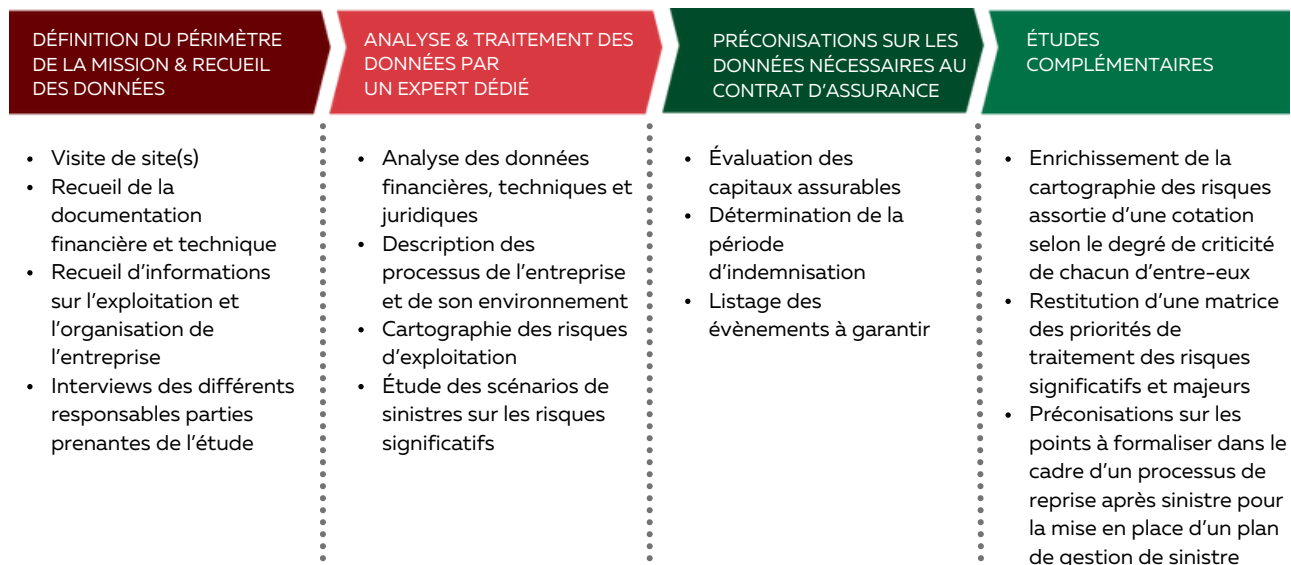 DÉFINITION DU PÉRIMÈTRE
DE LA MISSION & RECUEIL
DES DONNÉES
ANALYSE & TRAITEMENT DES
DONNÉES PAR
UN EXPERT DÉDIÉ
PRÉCONISATIONS SUR LES
DONNÉES NÉCESSAIRES AU
CONTRAT D'ASSURANCE
ÉTUDES
COMPLÉMENTAIRES
• Visite de site(s)
• Recueil de la
documentation
financière et technique
• Recueil d'informations
sur l'exploitation et
l'organisation de
l'entreprise
• Interviews des différents
responsables parties
prenantes de l'étude
• Analyse des données
financières, techniques et
juridiques
• Description des
processus de l'entreprise
et de son environnement
• Cartographie des risques
d'exploitation
• Étude des scénarios de
sinistres sur les risques
significatifs
• Évaluation des
capitaux assurables
• Détermination de la
période
d'indemnisation
• Listage des
évènements à garantir
• Enrichissement de la
cartographie des risques
assortie d'une cotation
selon le degré de criticité
de chacun d'entre-eux
• Restitution d'une matrice
des priorités de
traitement des risques
significatifs et majeurs
• Préconisations sur les
points à formaliser dans le
cadre d'un processus de
reprise après sinistre pour
la mise en place d'un plan
de gestion de sinistre